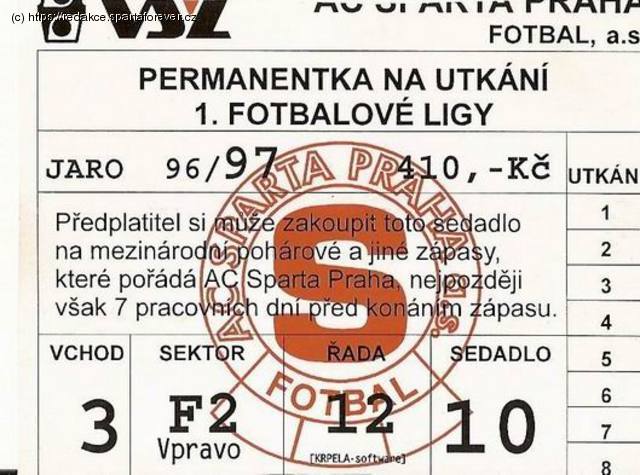 (c) https://redakce.spartaforever.cz
VSŽ
AC SPARTA PRAHA
FOTBAL, a.s
PERMANENTKA NA UTKÁNÍ
1. FOTBALOVÉ LIGY
JARO 96/97 410,-Kč UTKÁN
Předplatitel si může zakoupit toto sedadlo
na mezinárodní pohárové a jiné zápasy,
které pořádá AC Sparta Praha, nejpozději
však 7 pracovních dní před konáním zápasu.
AC SPARTA PRAHA a.s.
S
FOTBAL
1
2
3
4
5
6
7
8
VCHOD SEKTOR ŘADA SEDADLO
3 F2 12 10
Vpravo
[KRPELA-software]